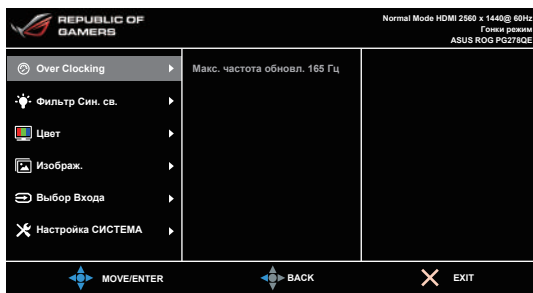 REPUBLIC OF
GAMERS
Normal Mode HDMI 2560 x 1440@ 60Hz
Гонки режим
ASUS ROG PG278QE
Over Clocking
Макс. частота обновл. 165 Гц
Фильтр Син. св.
Цвет
Изображ.
Выбор Входа
Настройка СИСТЕМА
MOVE/ENTER
BACK
EXIT